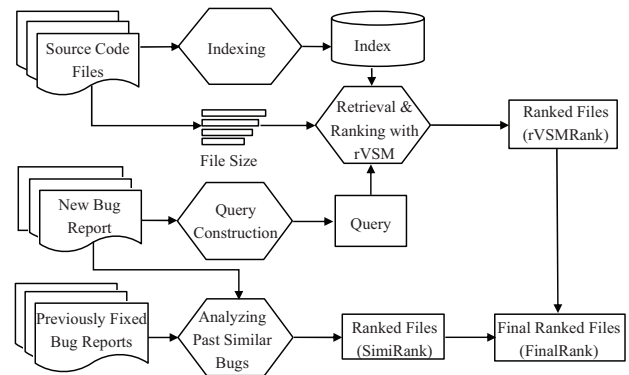 Source Code
Files
Indexing
Index
File Size
Retrieval &
Ranking with
rVSM
Ranked Files
(rVSMRank)
New Bug
Report
Query
Construction
Query
Previously Fixed
Bug Reports
Analyzing
Past Similar
Bugs
Ranked Files
(SimiRank)
Final Ranked Files
(FinalRank)